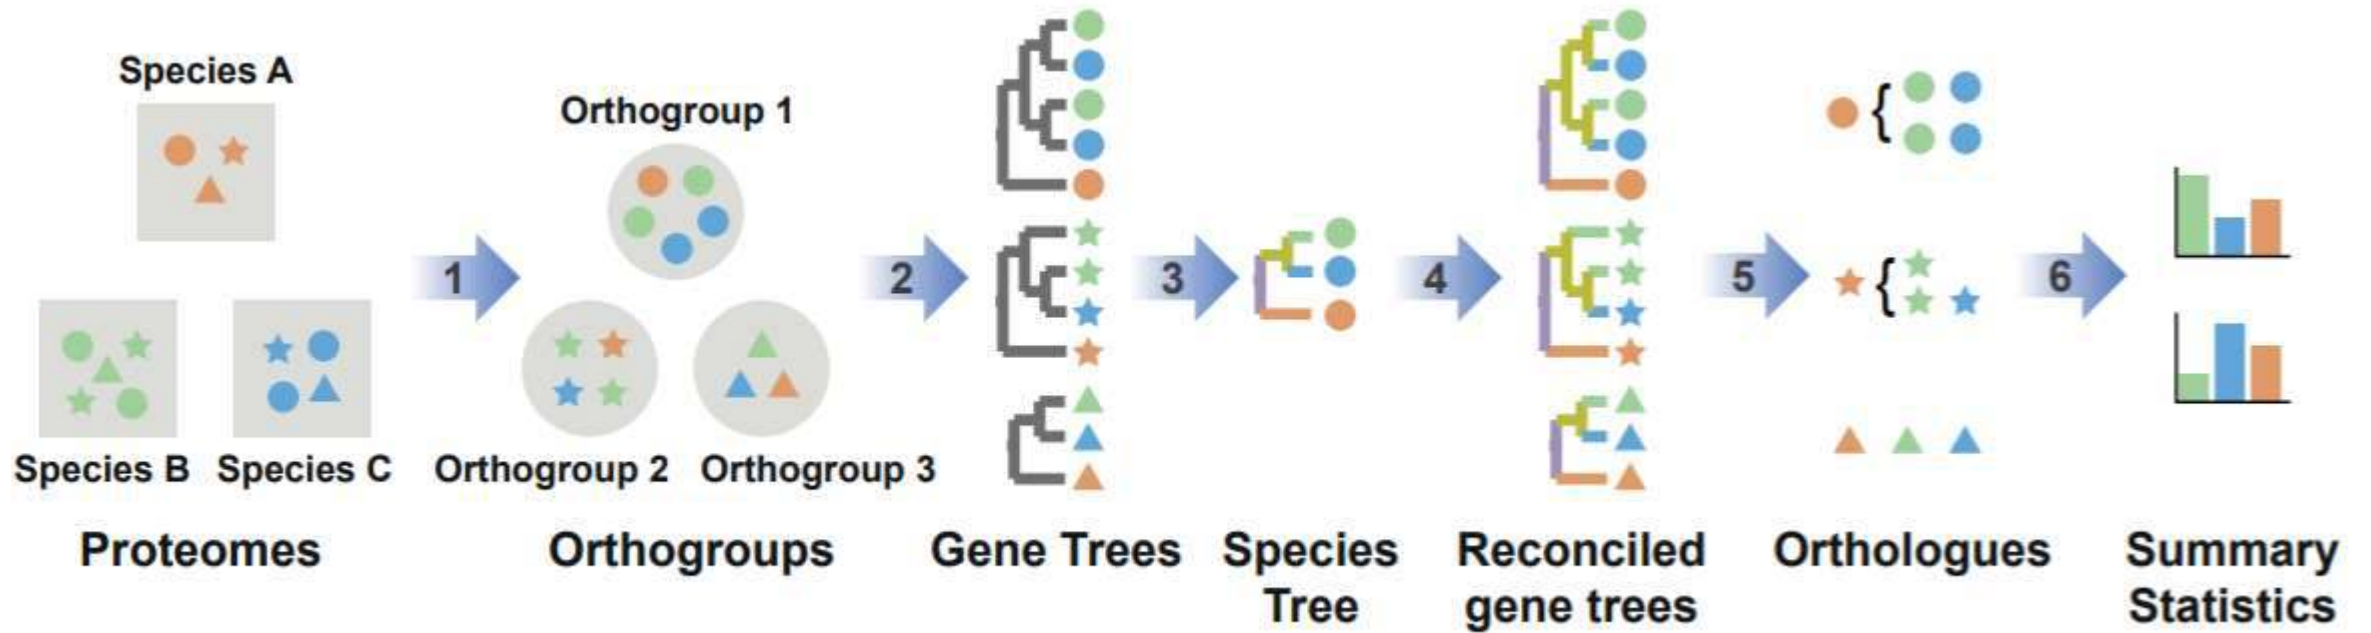 Species A
Species B
Species C
Proteomes
1
Orthogroup 1
Orthogroup 2
Orthogroup 3
Orthogroups
2
Gene Trees
3
Species
Tree
4
Reconciled
gene trees
5
Orthologues
6
Summary
Statistics